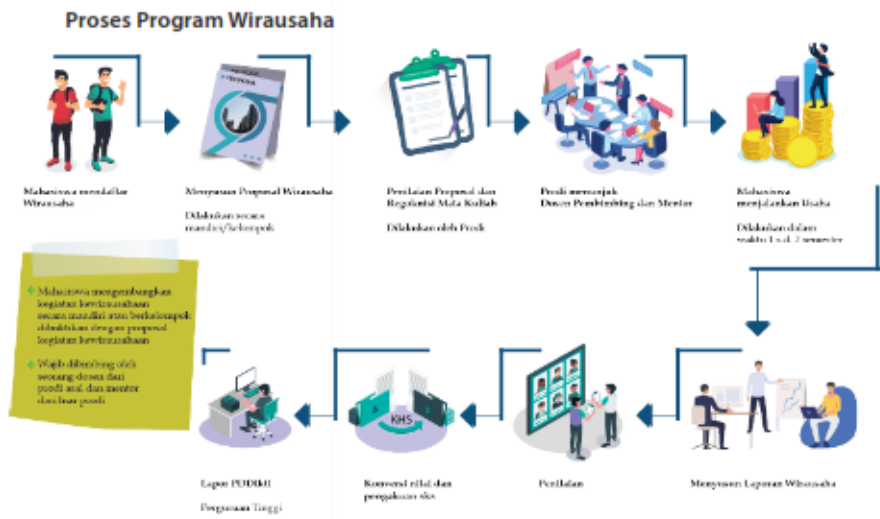 Proses Program Wirausaha
Mahasiswa mendaftar
Wirausaha
Menyusun Proposal Wirausaha
Dilakukan secara
mandiri/kelompok
Penilaian Proposal dan
Rekognisi Mata Kuliah
Dilakukan oleh Prodi
Prodi menunjuk
Dosen Pembimbing dan Mentor
Mahasiswa
menjalankan Usaha
Dilakukan dalam
waktu 1 s.d. 2 semester
Mahasiswa mengembangkan
kegiatan kewirausahaan
secara mandiri atau berkelompok
dibuktikan dengan proposal
kegiatan kewirausahaan
Wajib dibimbing oleh
seorang dosen dari
prodi asal dan mentor
dari luar prodi
Lapor PDDikti
Perguruan Tinggi
KHS
Konversi nilai dan
pengakuan sks
Penilaian
Menyusun Laporan Wirausaha